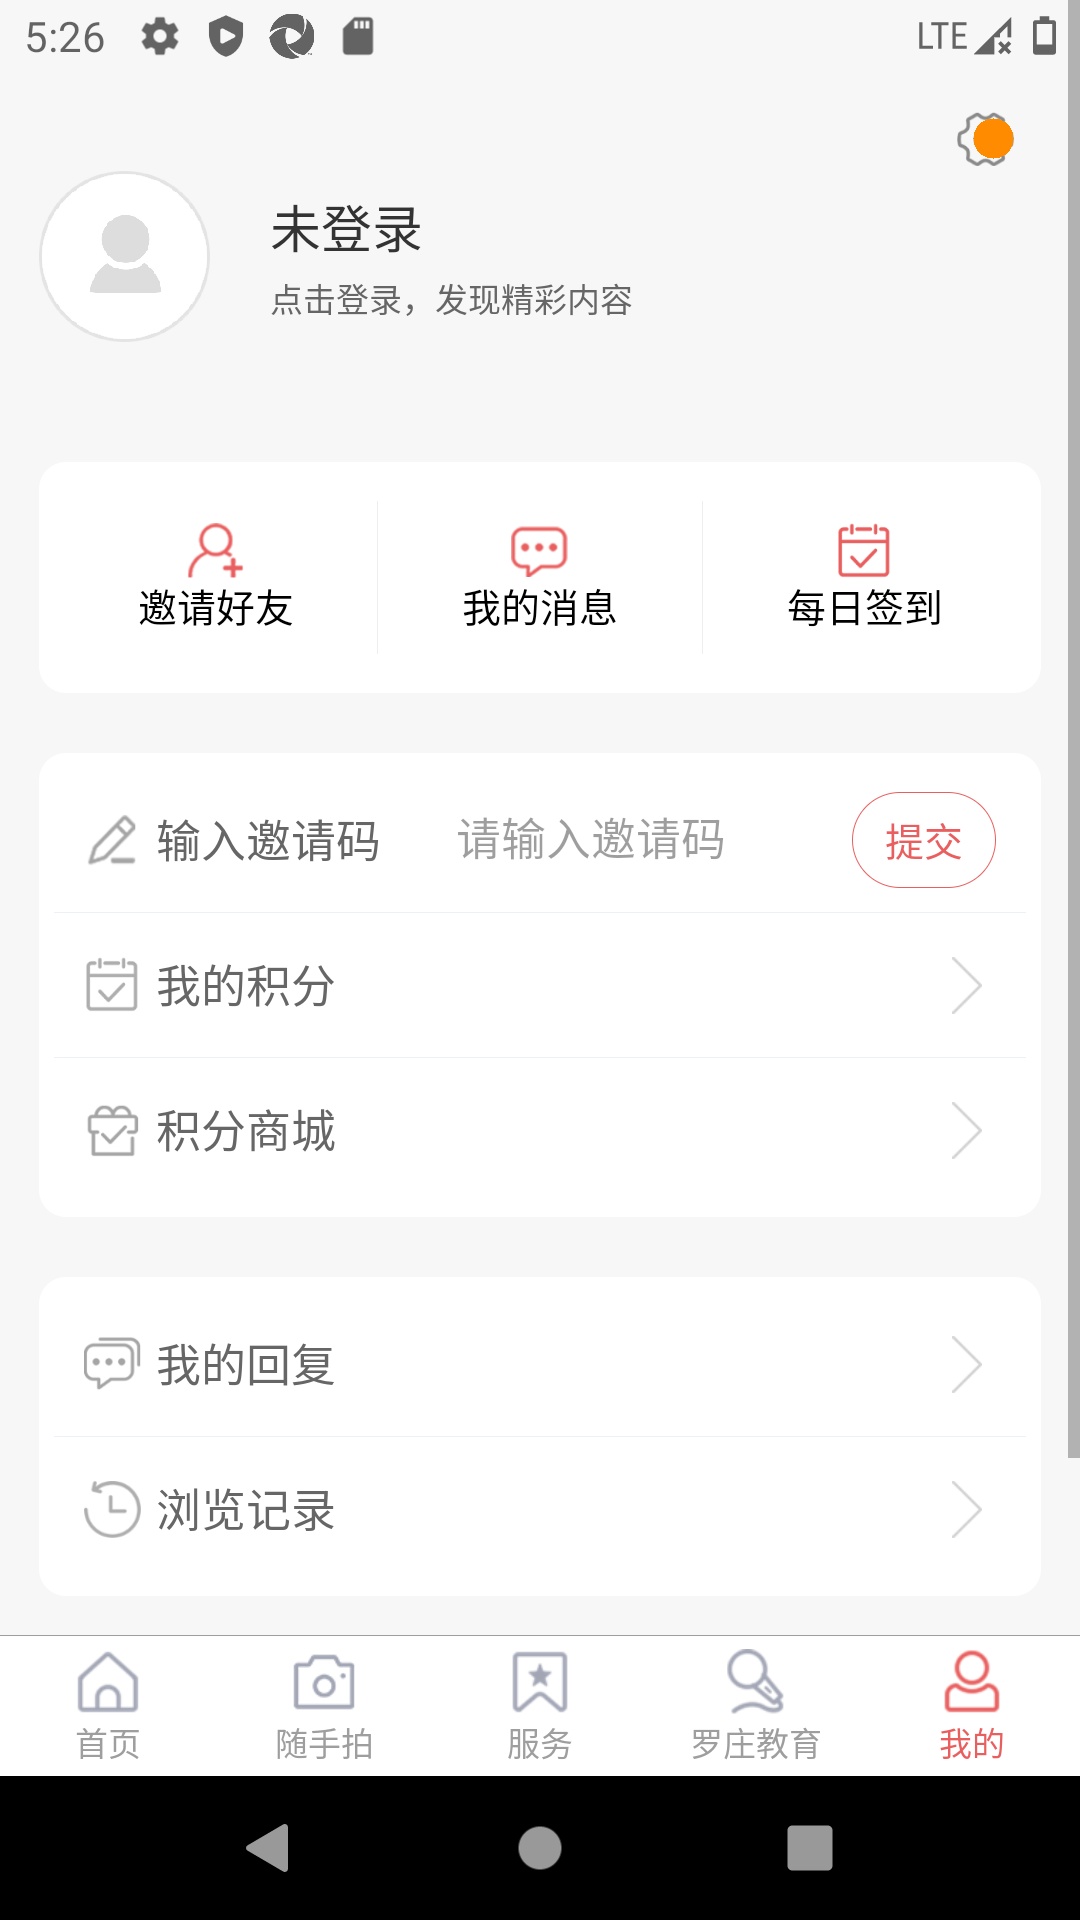 5:26
LTE
未登录
点击登录，发现精彩内容
邀请好友
我的消息
每日签到
输入邀请码 请输入邀请码 提交
我的积分
积分商城
我的回复
浏览记录
首页 随手拍 服务 罗庄教育 我的